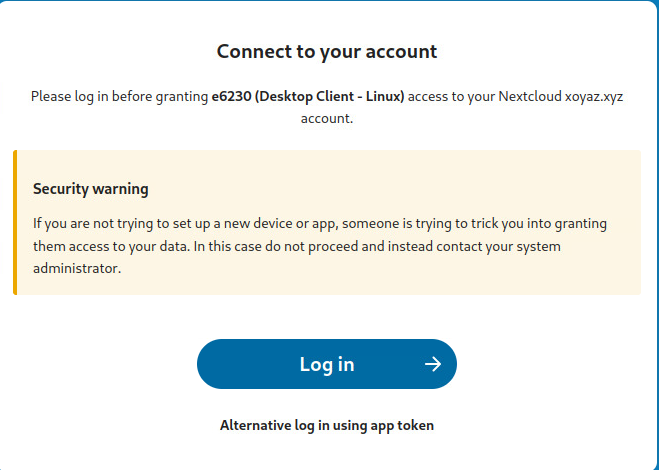 Connect to your account
Please log in before granting e6230 (Desktop Client - Linux) access to your Nextcloud xoyaz.xyz
account.
Security warning
If you are not trying to set up a new device or app, someone is trying to trick you into granting
them access to your data. In this case do not proceed and instead contact your system
administrator.
Log in
Alternative log in using app token